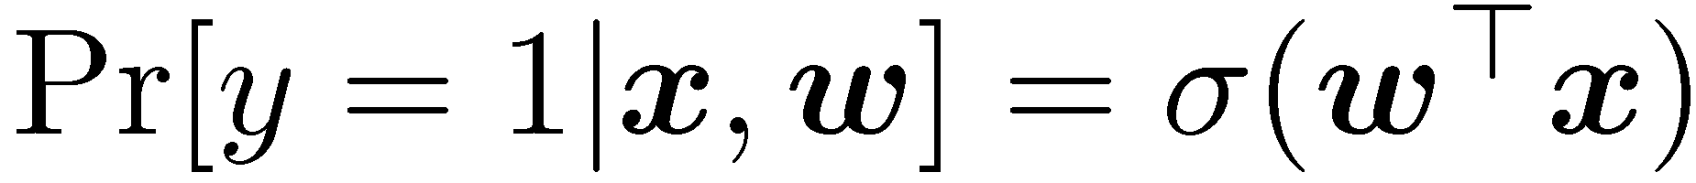 Pr[y = 1|x, w] = σ(w⊤x)